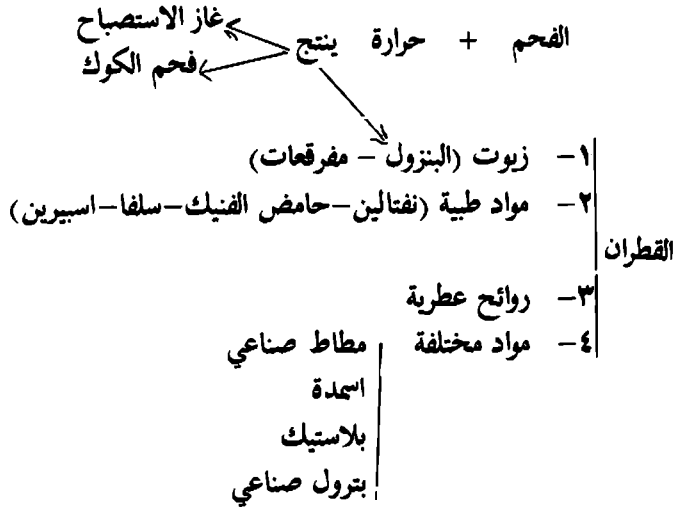 غاز الاستصباح
الفحم + حرارة ينتج
فحم الكوك
١- زيوت (البنزول - مفرقعات)
٢- مواد طبية (نفتالين-حامض الفنيك-سلفا-اسبيرين)
القطران
٣- روائح عطرية
٤- مواد مختلفة مطاط صناعي
اسمدة
بلاستيك
بترول صناعي